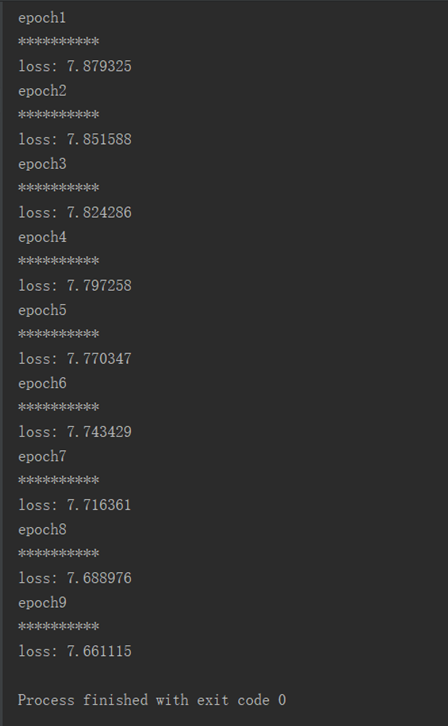 epoch1
**********
loss: 7.879325
epoch2
**********
loss: 7.851588
epoch3
**********
loss: 7.824286
epoch4
**********
loss: 7.797258
epoch5
**********
loss: 7.770347
epoch6
**********
loss: 7.743429
epoch7
**********
loss: 7.716361
epoch8
**********
loss: 7.688976
epoch9
**********
loss: 7.661115
Process finished with exit code 0